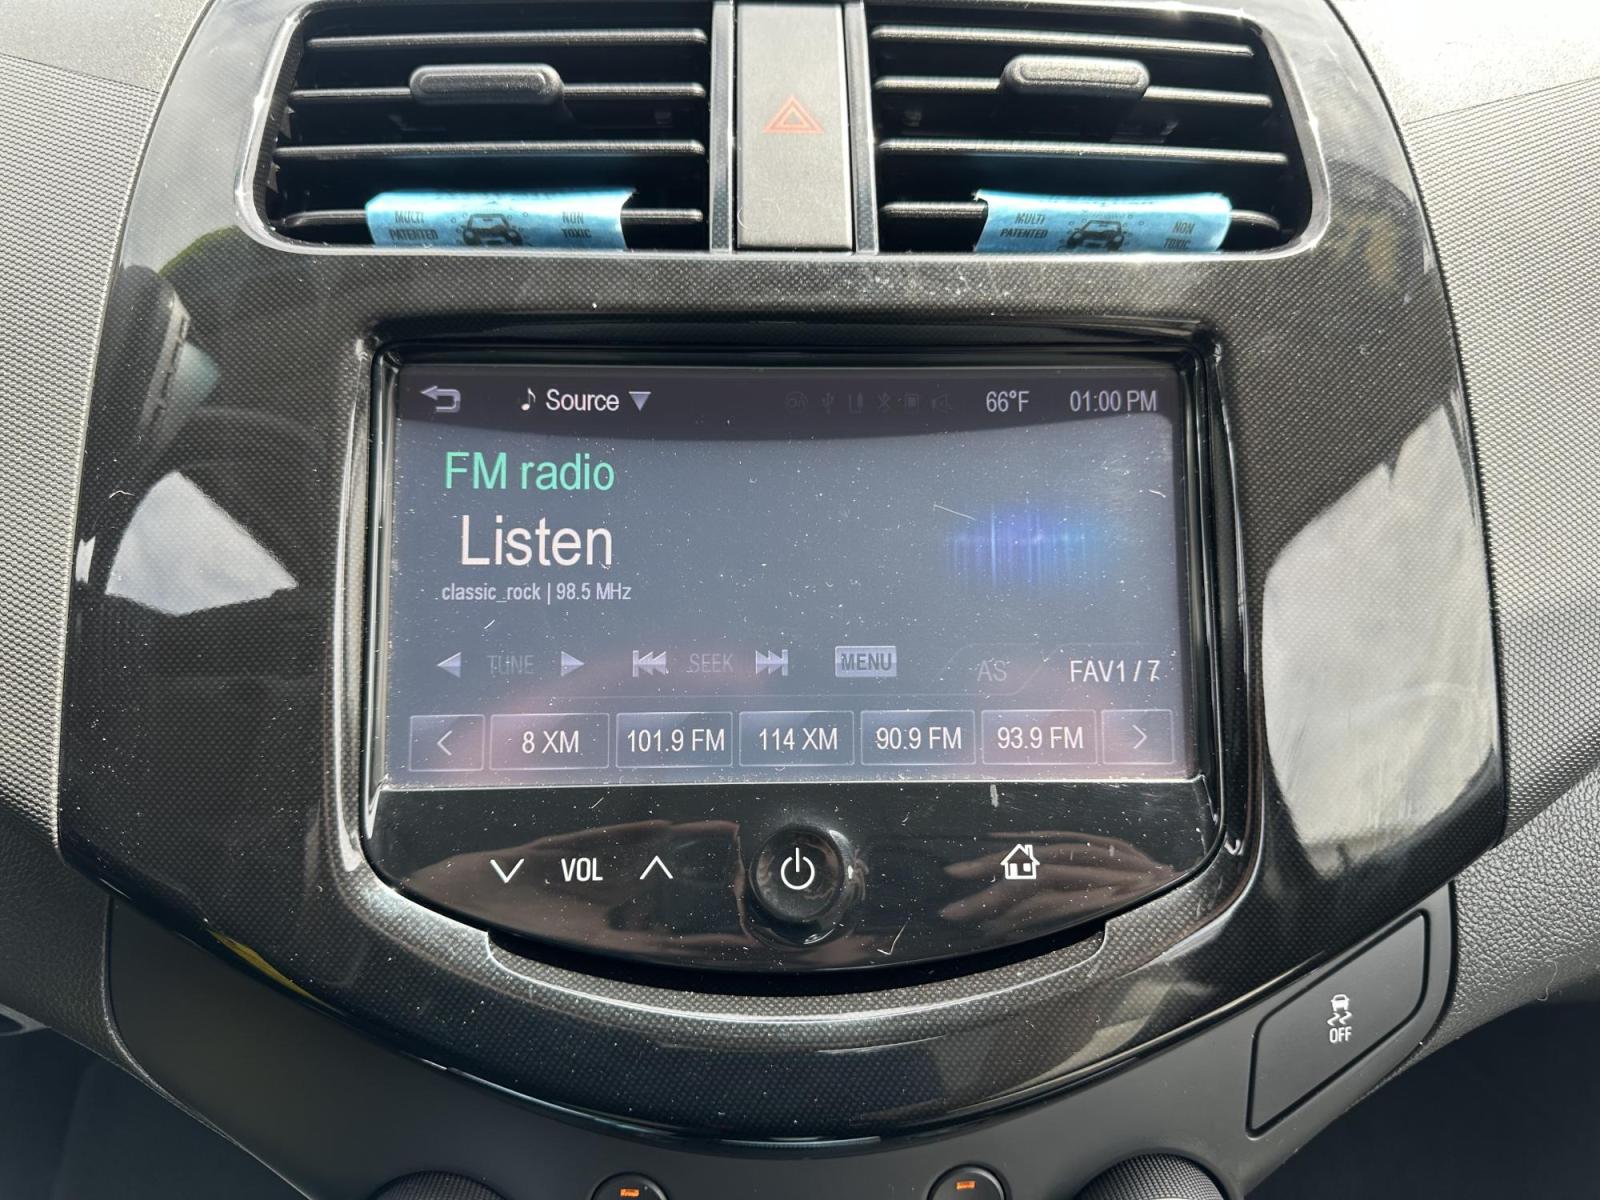 MULTI PATENTED
NON TOXIC
MULTI PATENTED
NON TOXIC
Source
66°F
01:00 PM
FM radio
Listen
classic_rock | 98.5 MHz
TUNE
SEEK
MENU
AS
FAV1 / 7
8 XM
101.9 FM
114 XM
90.9 FM
93.9 FM
VOL
OFF